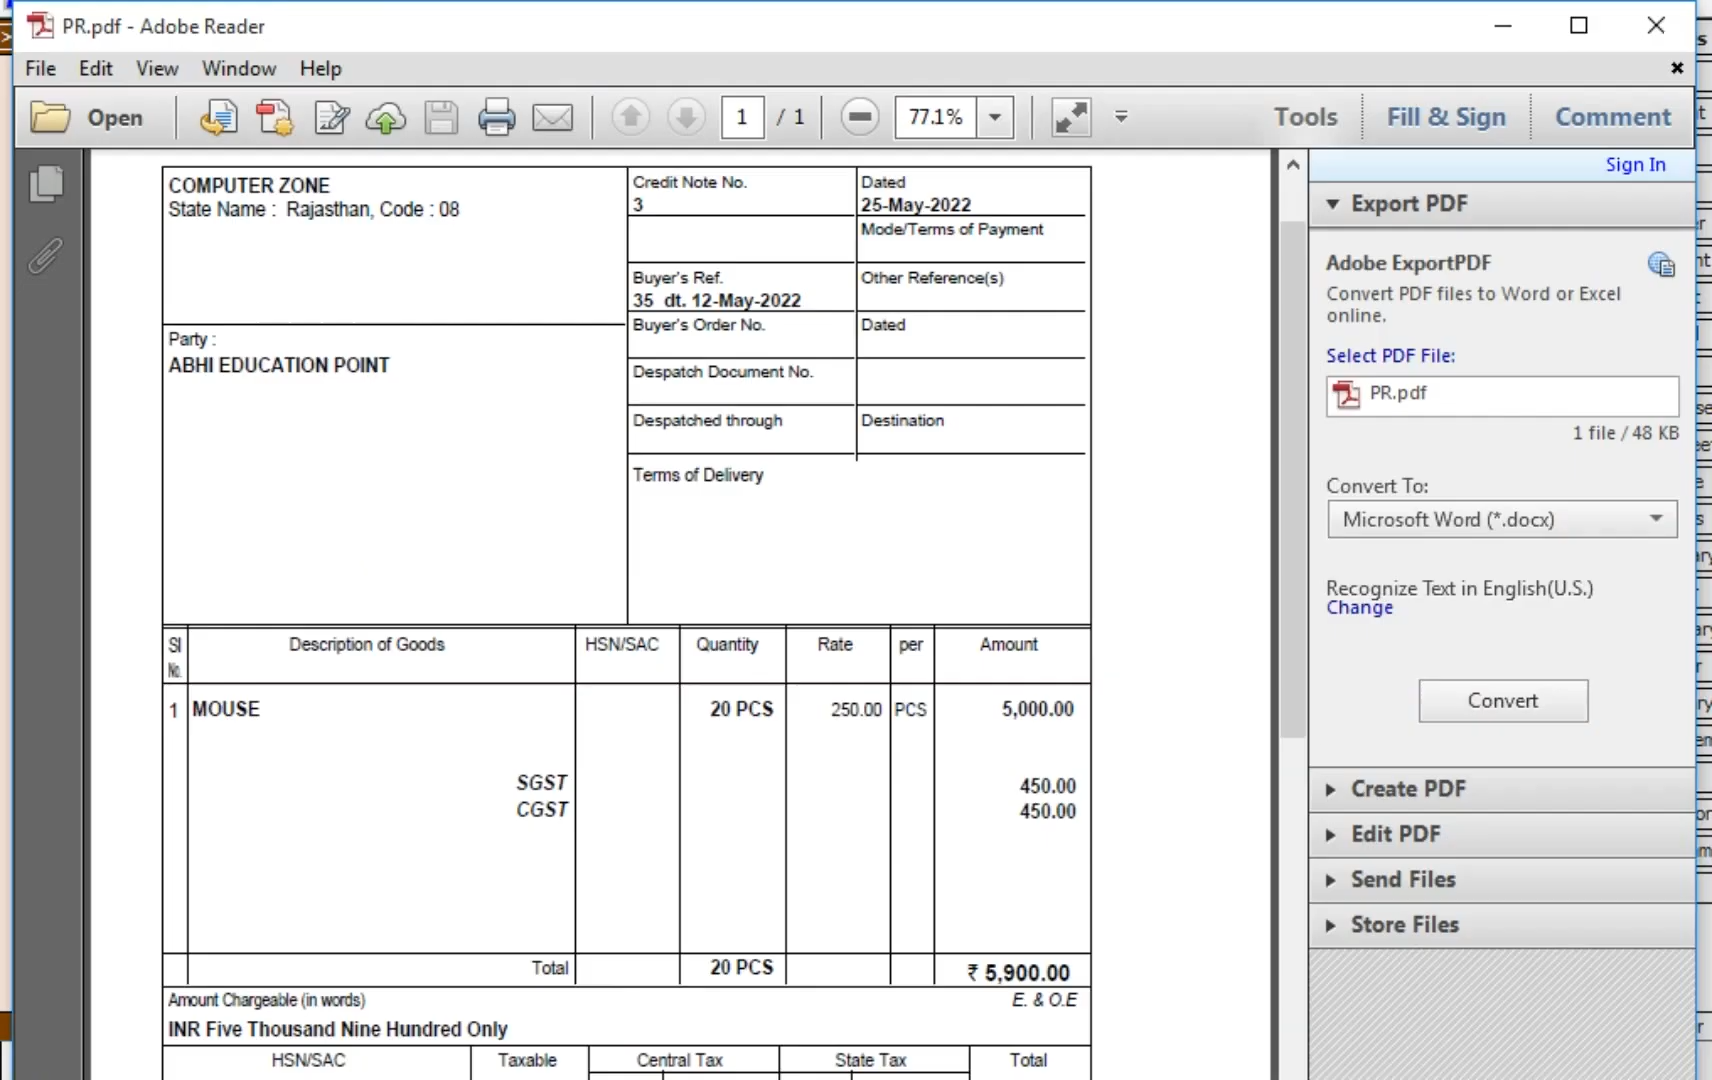 PR.pdf - Adobe Reader
File Edit View Window Help
Open 1 / 1 77.1% Tools Fill & Sign Comment
Sign In
COMPUTER ZONE
State Name : Rajasthan, Code : 08
Credit Note No.
3
Dated
25-May-2022
Mode/Terms of Payment
Buyer's Ref.
35 dt. 12-May-2022
Other Reference(s)
Buyer's Order No.
Dated
Party :
ABHI EDUCATION POINT
Despatch Document No.
Despatched through
Destination
Terms of Delivery
Sl No. Description of Goods HSN/SAC Quantity Rate per Amount
1 MOUSE 20 PCS 250.00 PCS 5,000.00
SGST 450.00
CGST 450.00
Total 20 PCS ₹ 5,900.00
Amount Chargeable (in words) E. & O.E
INR Five Thousand Nine Hundred Only
HSN/SAC Taxable Central Tax State Tax Total
Export PDF
Adobe ExportPDF
Convert PDF files to Word or Excel
online.
Select PDF File:
PR.pdf
1 file / 48 KB
Convert To:
Microsoft Word (*.docx)
Recognize Text in English(U.S.)
Change
Convert
Create PDF
Edit PDF
Send Files
Store Files